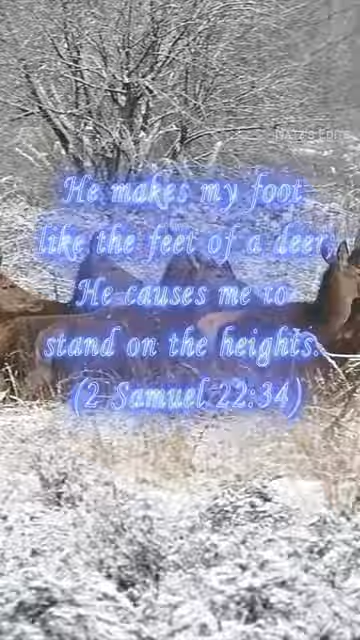 He makes my foot
like the feet of a deer,
He causes me to
stand on the heights.
(2 Samuel 22:34)